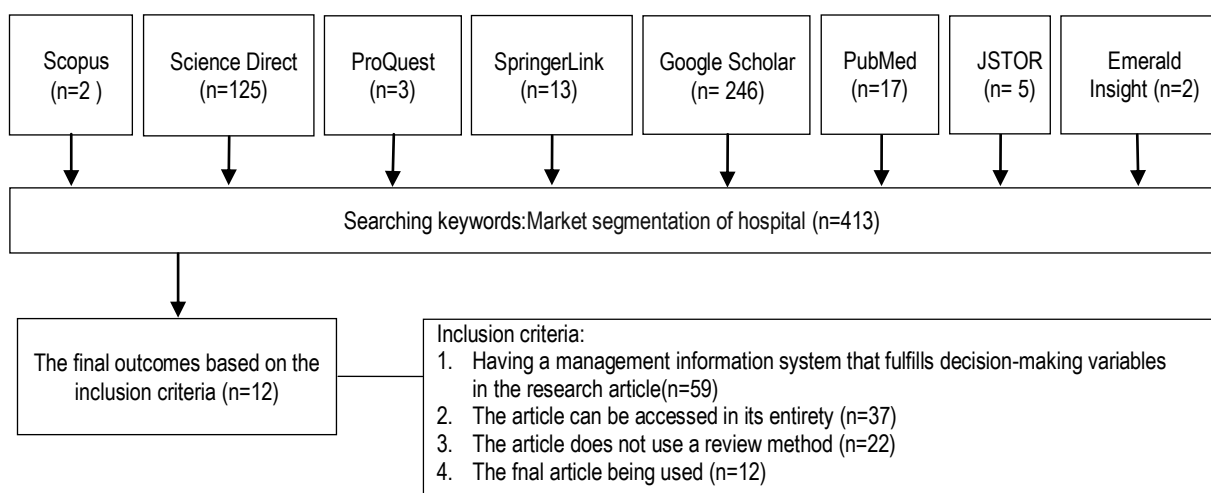 Scopus
(n=2 )
Science Direct
(n=125)
ProQuest
(n=3)
SpringerLink
(n=13)
Google Scholar
(n= 246)
PubMed
(n=17)
JSTOR
(n= 5)
Emerald
Insight (n=2)
Searching keywords:Market segmentation of hospital (n=413)
The final outcomes based on the
inclusion criteria (n=12)
Inclusion criteria:
1. Having a management information system that fulfills decision-making variables
in the research article(n=59)
2. The article can be accessed in its entirety (n=37)
3. The article does not use a review method (n=22)
4. The fnal article being used (n=12)